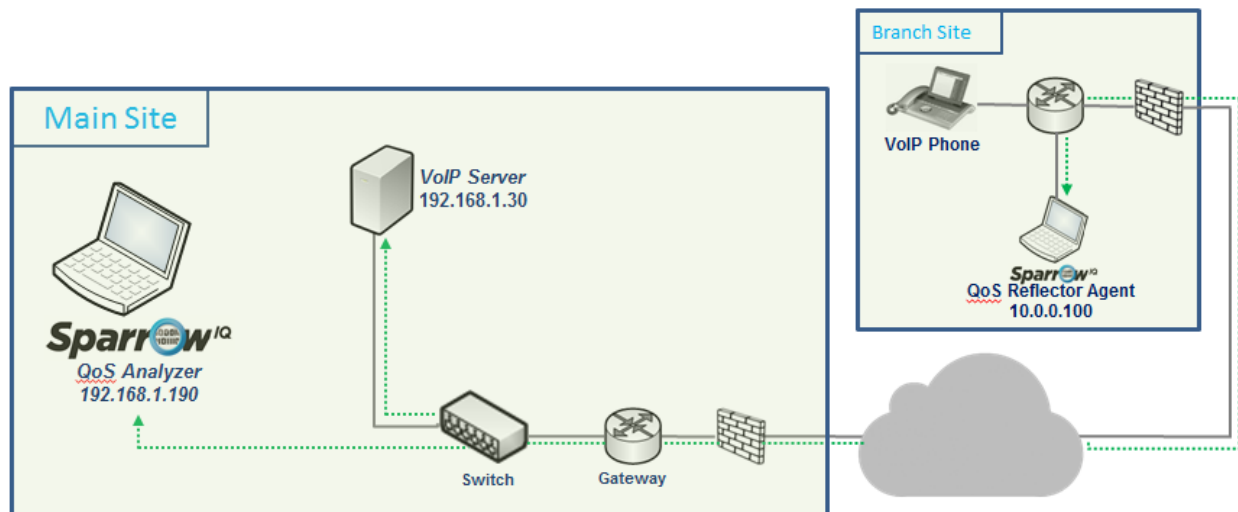 Branch Site
Main Site
VoIP Phone
VoIP Server
192.168.1.30
Sparrow IQ
QoS Reflector Agent
10.0.0.100
Sparrow IQ
QoS Analyzer
192.168.1.190
Switch
Gateway